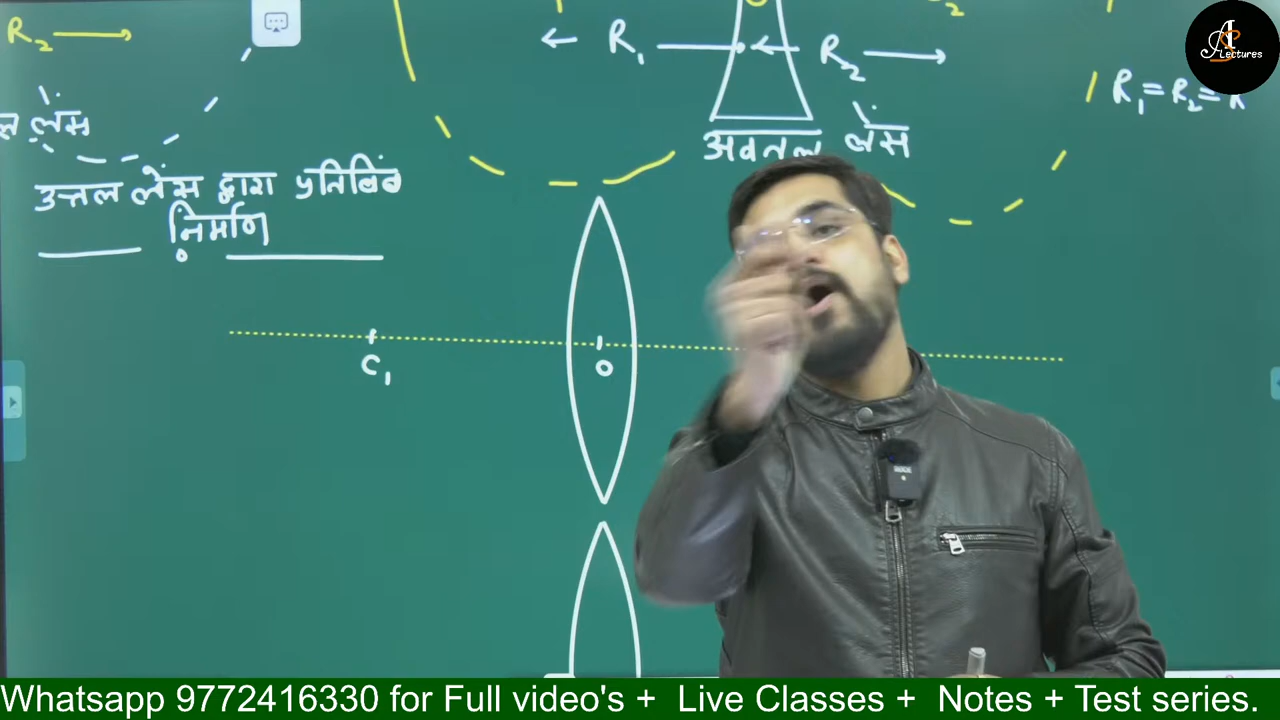 R₂ →
← R₁
← R₂ →
R₁ = R₂ = R
लेंस
अवतल लेंस
उत्तल लेंस द्वारा प्रतिबिंब
निर्माण
C₁
O
AS
Lectures
Whatsapp 9772416330 for Full video's + Live Classes + Notes + Test series.